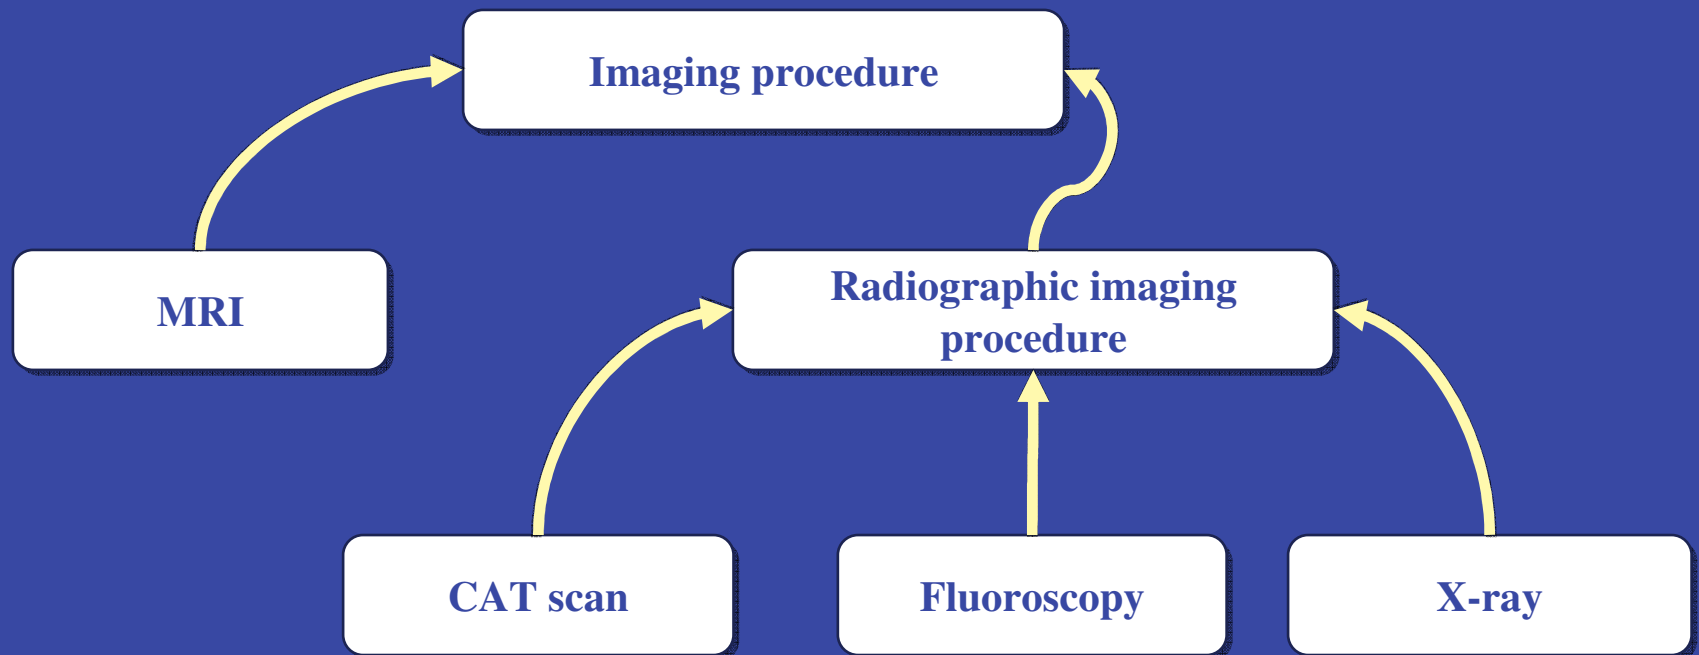 Imaging procedure
MRI
Radiographic imaging
procedure
CAT scan
Fluoroscopy
X-ray